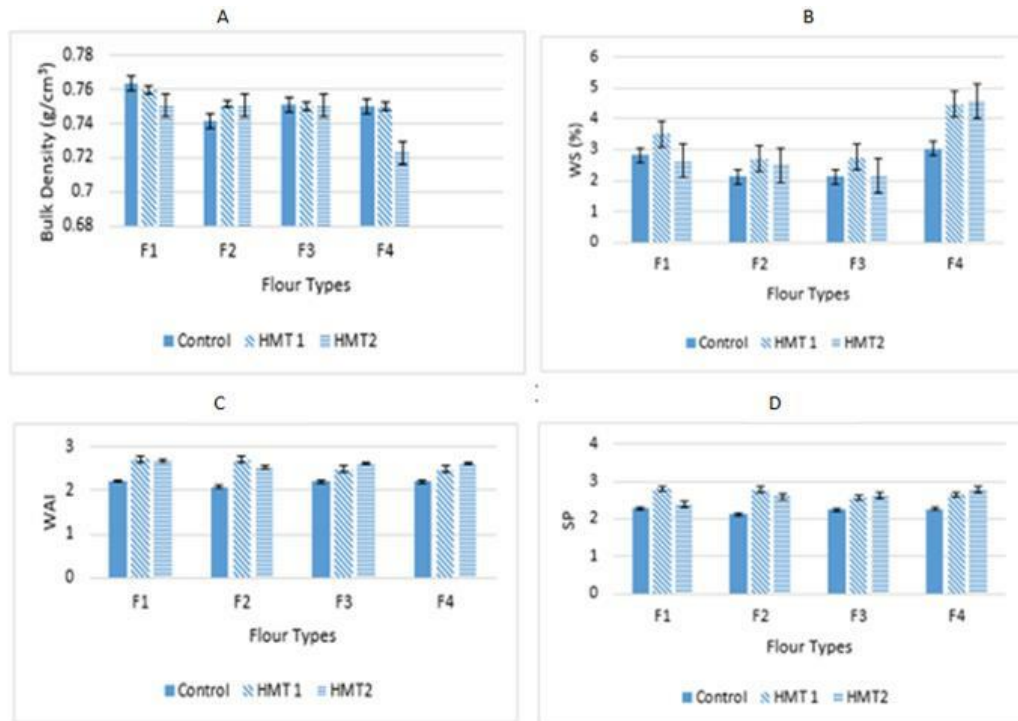 A
Bulk Density (g/cm³)
0.78
0.76
0.74
0.72
0.7
0.68
F1 F2 F3 F4
Flour Types
Control HMT 1 HMT2
B
WS (%)
6
5
4
3
2
1
0
F1 F2 F3 F4
Flour Types
Control HMT 1 HMT2
:
C
WAI
3
2
1
0
F1 F2 F3 F4
Flour Types
Control HMT 1 HMT2
D
SP
4
3
2
1
0
F1 F2 F3 F4
Flour Types
Control HMT 1 HMT2